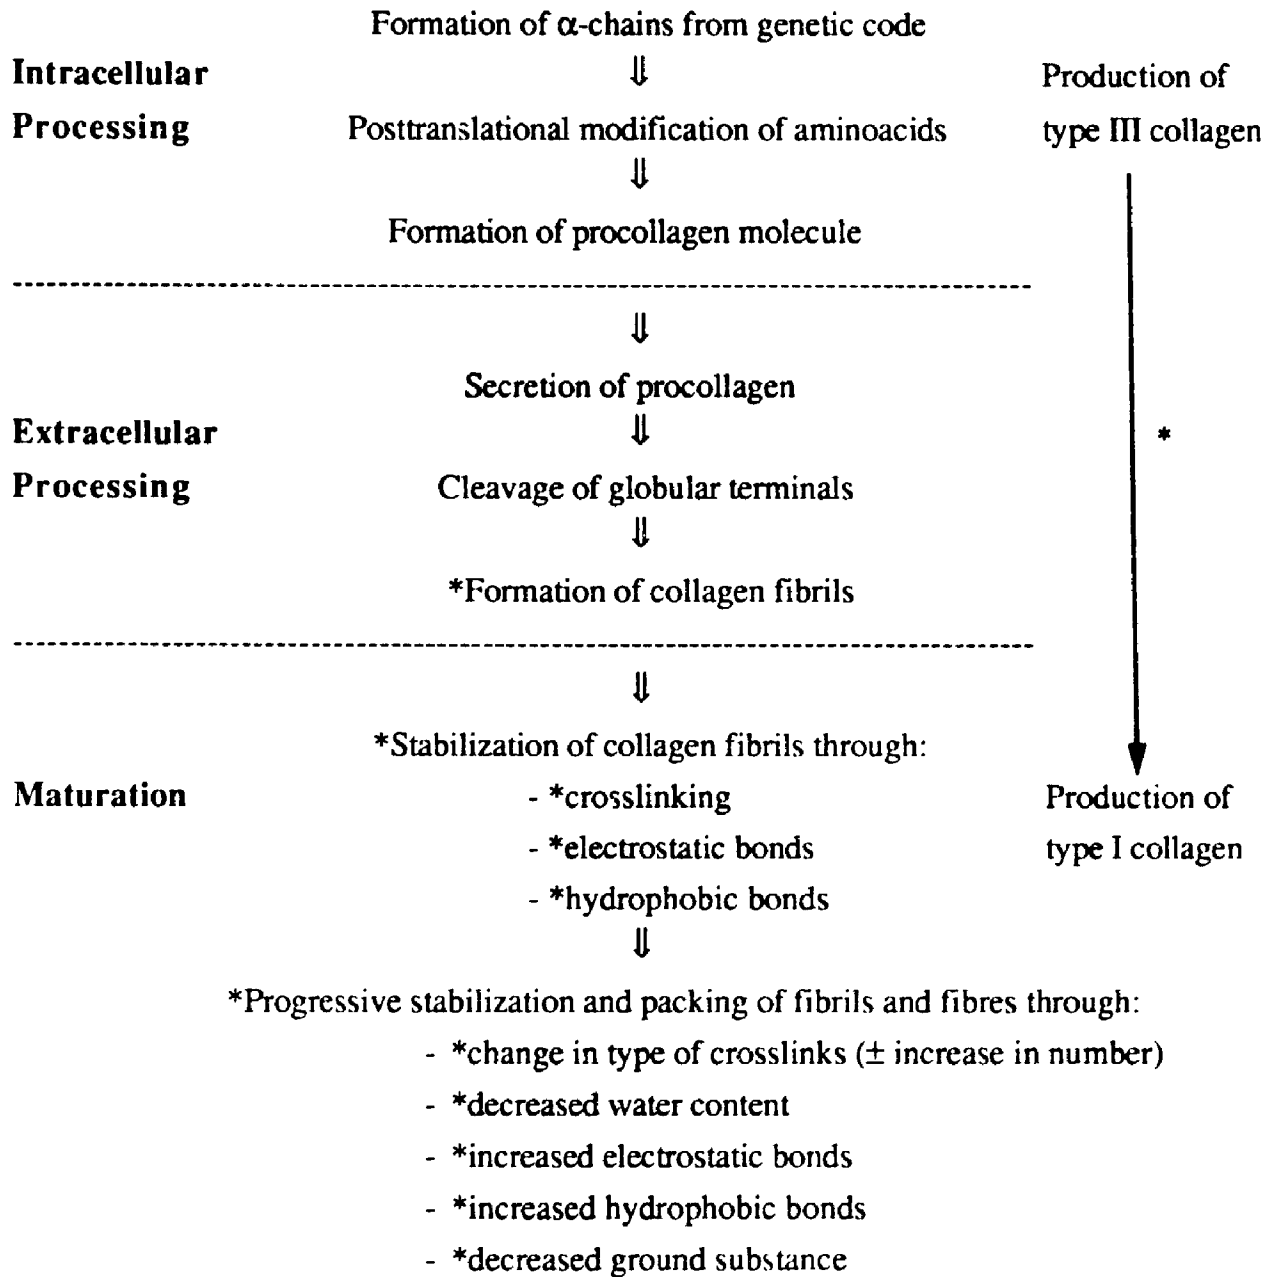 Formation of α-chains from genetic code
⇓
Intracellular
Production of
Processing
Posttranslational modification of aminoacids
type III collagen
⇓
Formation of procollagen molecule
⇓
Secretion of procollagen
Extracellular
⇓
*
Processing
Cleavage of globular terminals
⇓
*Formation of collagen fibrils
⇓
*Stabilization of collagen fibrils through:
Maturation
- *crosslinking
Production of
- *electrostatic bonds
type I collagen
- *hydrophobic bonds
⇓
*Progressive stabilization and packing of fibrils and fibres through:
- *change in type of crosslinks (± increase in number)
- *decreased water content
- *increased electrostatic bonds
- *increased hydrophobic bonds
- *decreased ground substance